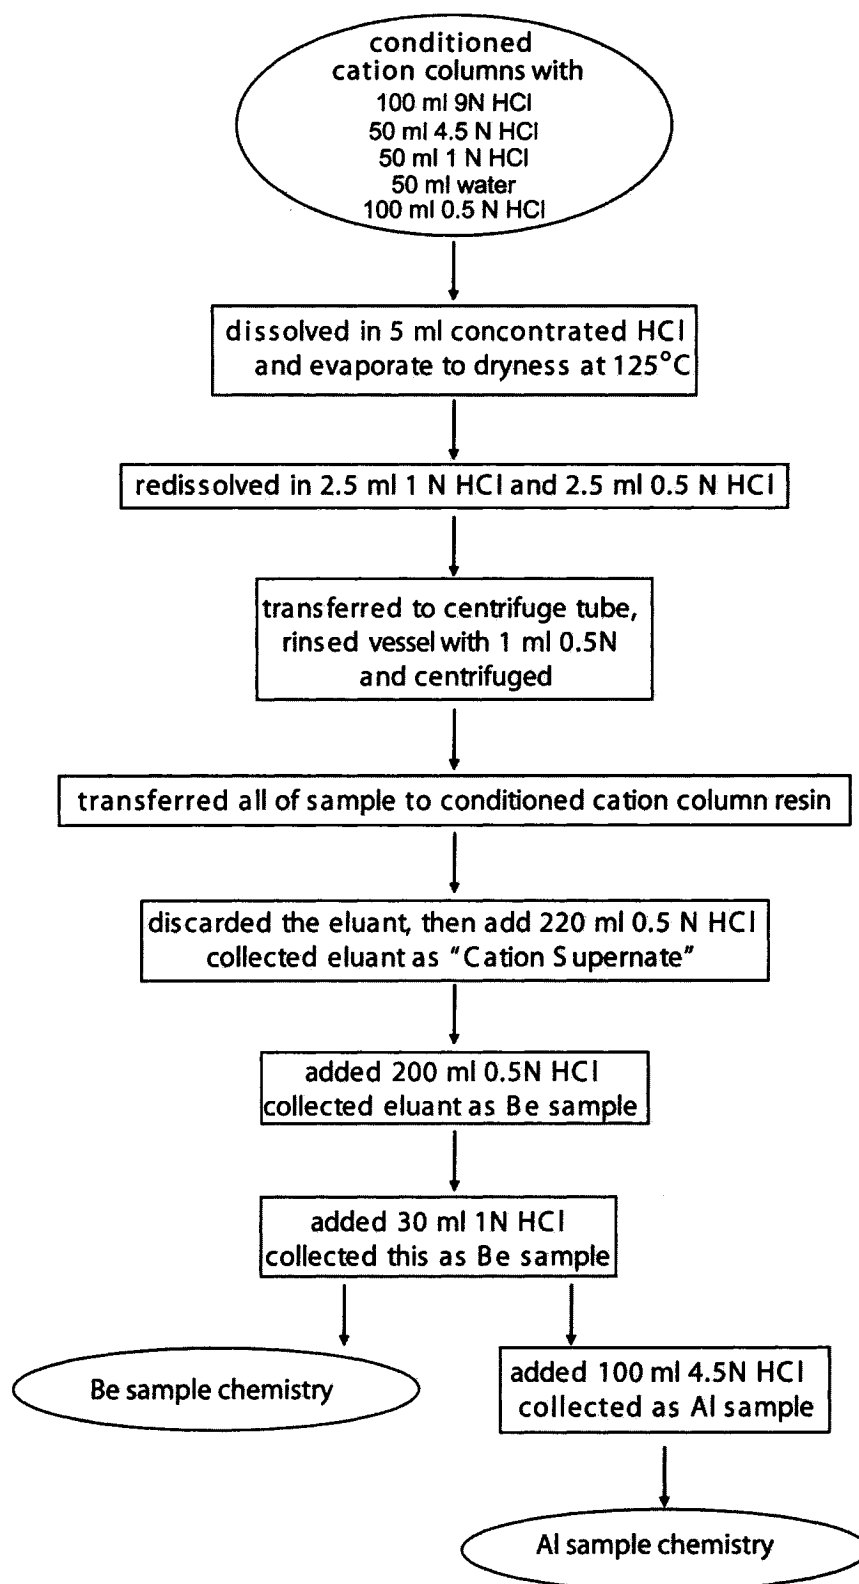 conditioned
cation columns with
100 ml 9N HCl
50 ml 4.5 N HCl
50 ml 1 N HCl
50 ml water
100 ml 0.5 N HCl
dissolved in 5 ml concentrated HCl
and evaporate to dryness at 125°C
redissolved in 2.5 ml 1 N HCl and 2.5 ml 0.5 N HCl
transferred to centrifuge tube,
rinsed vessel with 1 ml 0.5N
and centrifuged
transferred all of sample to conditioned cation column resin
discarded the eluant, then add 220 ml 0.5 N HCl
collected eluant as "Cation Supernate"
added 200 ml 0.5N HCl
collected eluant as Be sample
added 30 ml 1N HCl
collected this as Be sample
Be sample chemistry
added 100 ml 4.5N HCl
collected as Al sample
Al sample chemistry